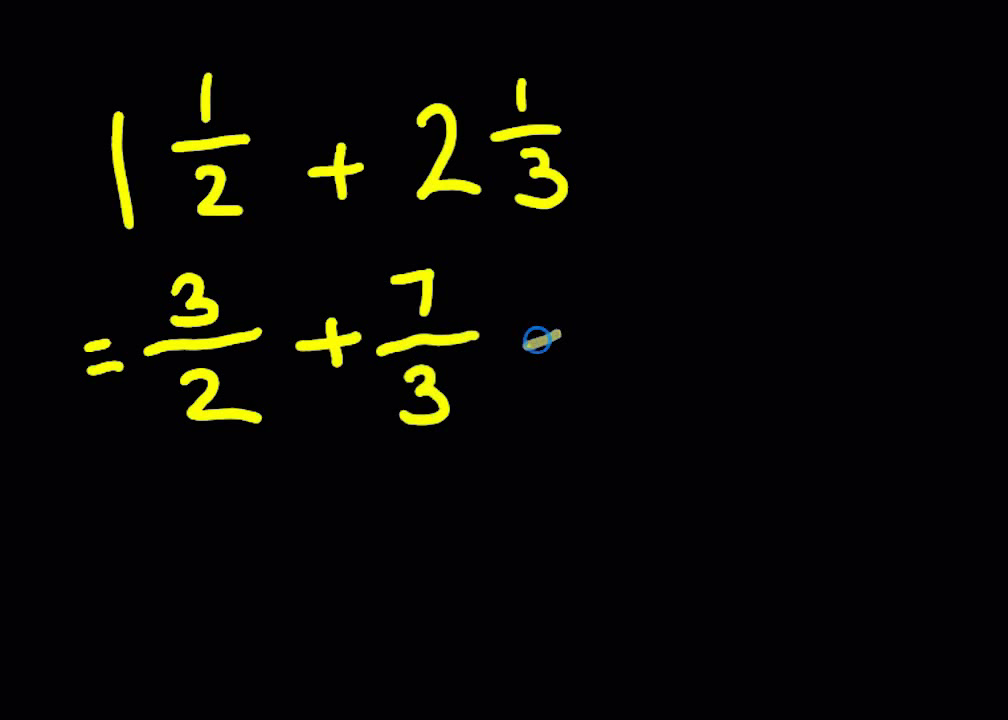 1 1/2 + 2 1/3
= 3/2 + 7/3